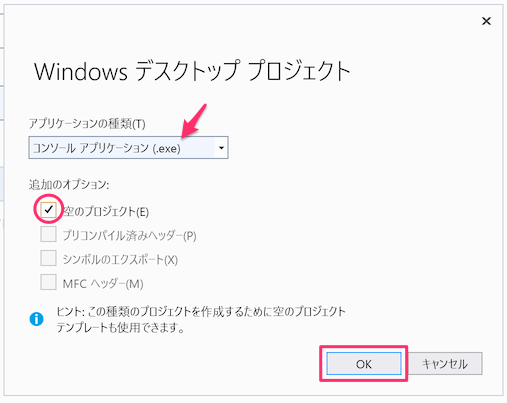 Windows デスクトップ プロジェクト
アプリケーションの種類(T)
コンソール アプリケーション (.exe)
追加のオプション:
空のプロジェクト(E)
プリコンパイル済みヘッダー(P)
シンボルのエクスポート(X)
MFC ヘッダー(M)
ヒント: この種類のプロジェクトを作成するために空のプロジェクト
テンプレートも使用できます。
OK
キャンセル